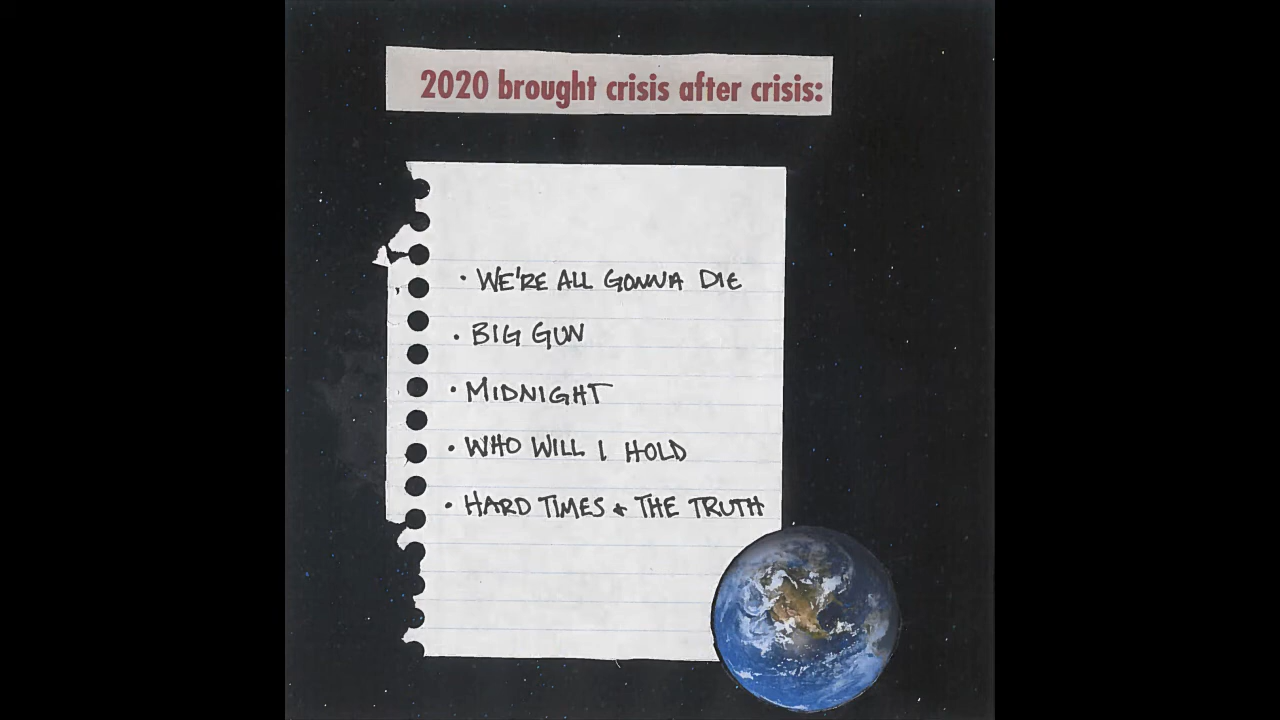 2020 brought crisis after crisis:
· WE'RE ALL GONNA DIE
· BIG GUN
· MIDNIGHT
· WHO WILL I HOLD
· HARD TIMES & THE TRUTH